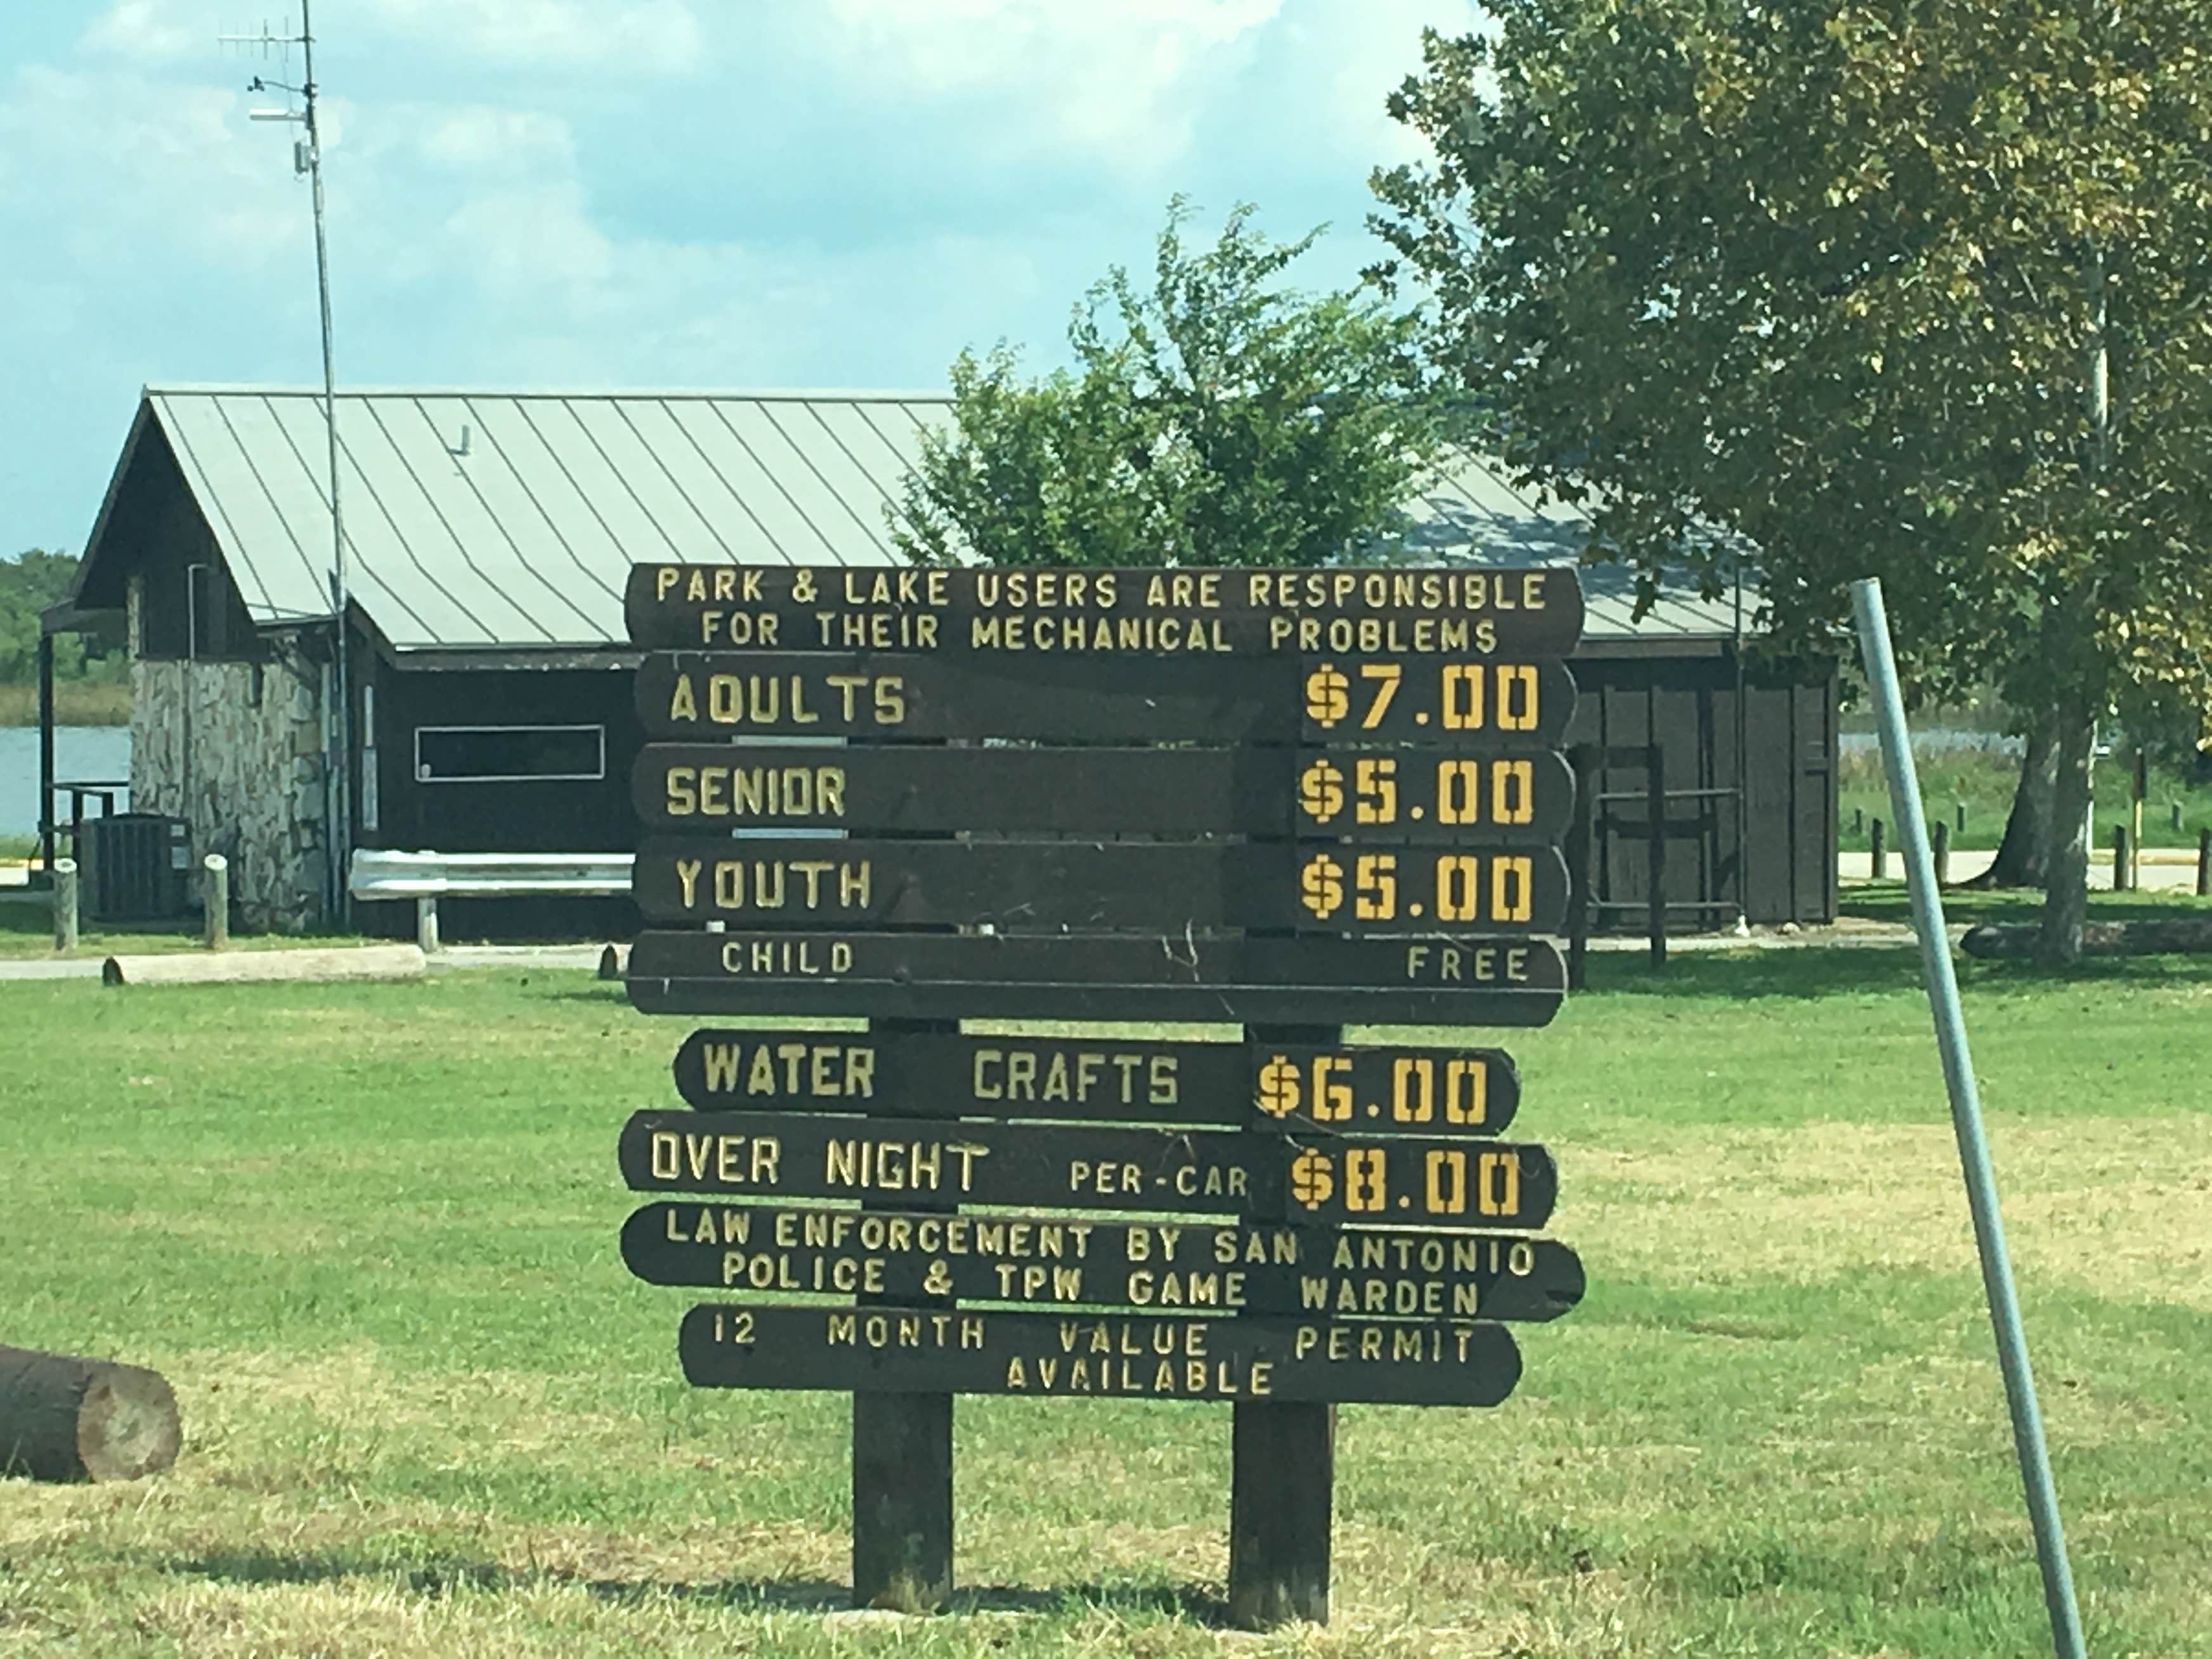 PARK & LAKE USERS ARE RESPONSIBLE
FOR THEIR MECHANICAL PROBLEMS
ADULTS $7.00
SENIOR $5.00
YOUTH $5.00
CHILD FREE
WATER CRAFTS $6.00
OVER NIGHT PER-CAR $8.00
LAW ENFORCEMENT BY SAN ANTONIO
POLICE & TPW GAME WARDEN
12 MONTH VALUE PERMIT
AVAILABLE